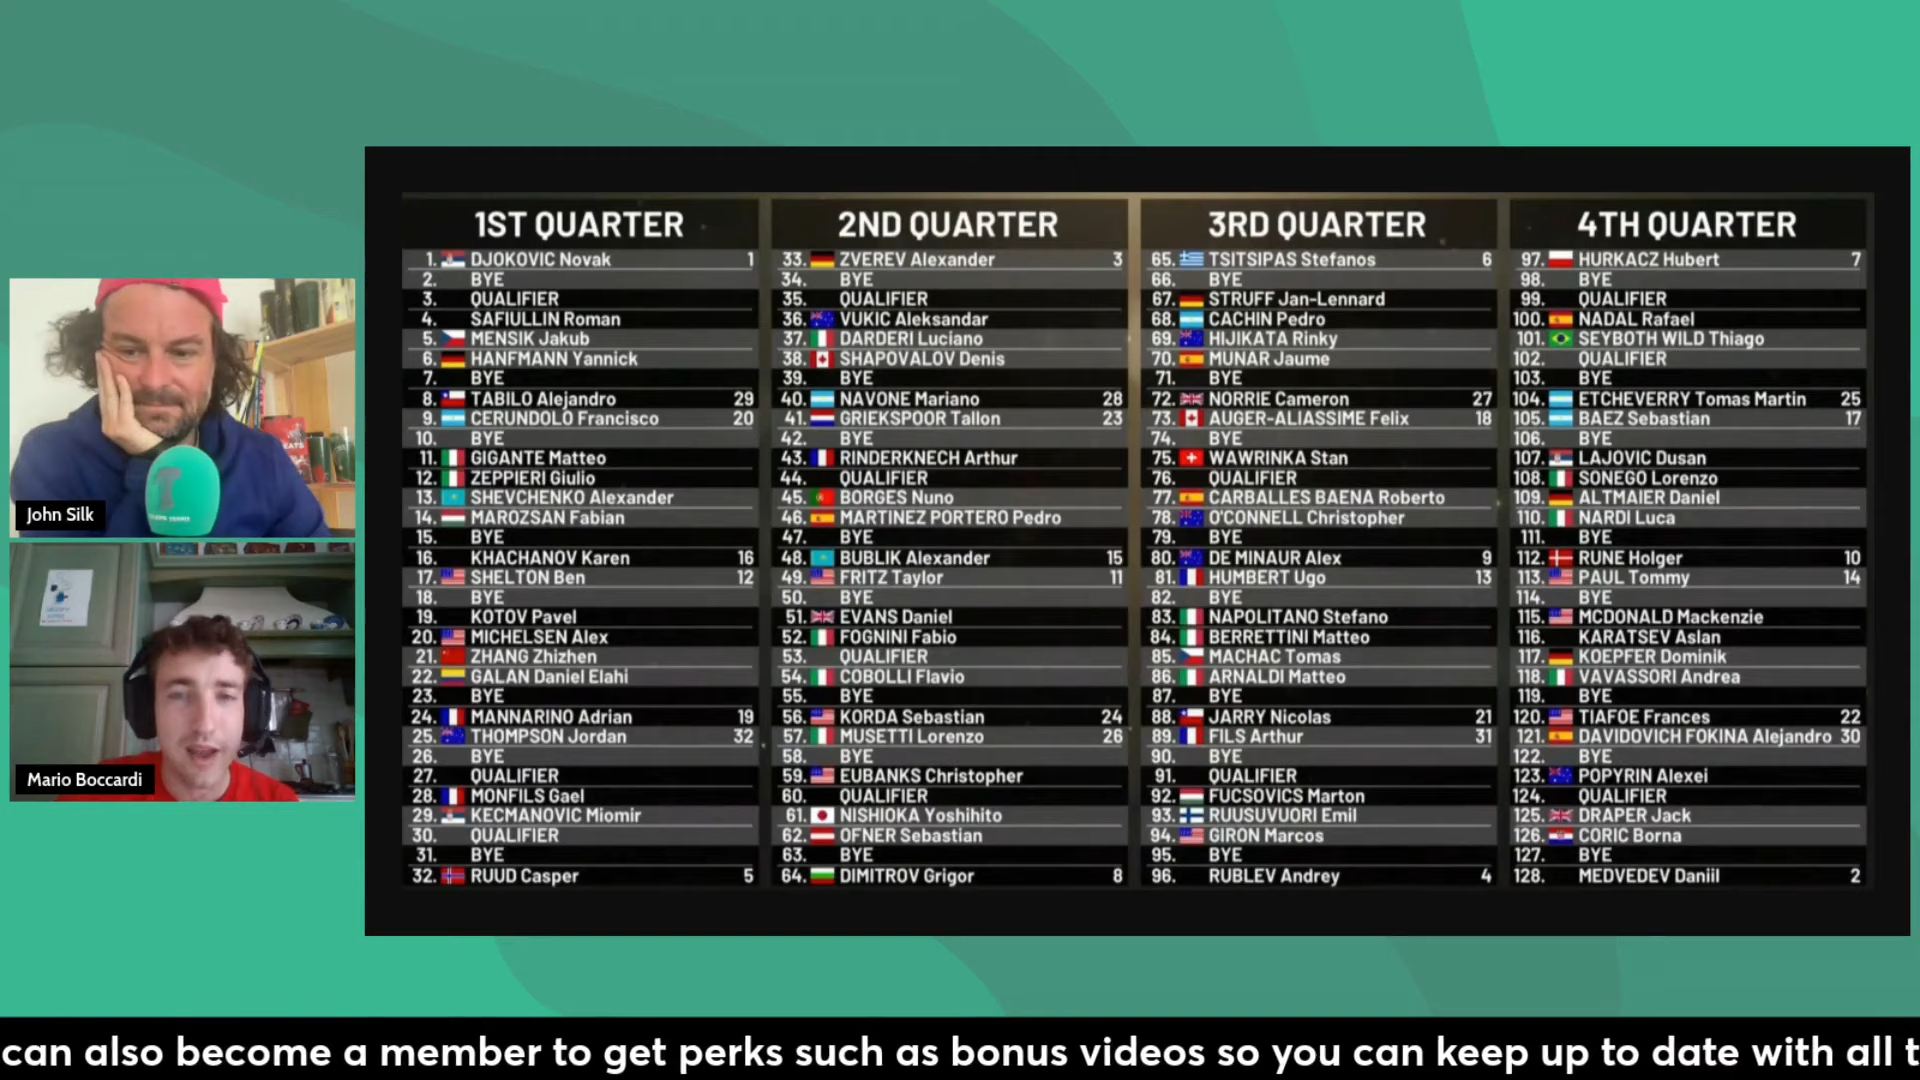 1ST QUARTER
1. DJOKOVIC Novak 1
2. BYE
3. QUALIFIER
4. SAFIULLIN Roman
5. MENSIK Jakub
6. HANFMANN Yannick
7. BYE
8. TABILO Alejandro 29
9. CERUNDOLO Francisco 20
10. BYE
11. GIGANTE Matteo
12. ZEPPIERI Giulio
13. SHEVCHENKO Alexander
14. MAROZSAN Fabian
15. BYE
16. KHACHANOV Karen 16
17. SHELTON Ben 12
18. BYE
19. KOTOV Pavel
20. MICHELSEN Alex
21. ZHANG Zhizhen
22. GALAN Daniel Elahi
23. BYE
24. MANNARINO Adrian 19
25. THOMPSON Jordan 32
26. BYE
27. QUALIFIER
28. MONFILS Gael
29. KECMANOVIC Miomir
30. QUALIFIER
31. BYE
32. RUUD Casper 5
2ND QUARTER
33. ZVEREV Alexander 3
34. BYE
35. QUALIFIER
36. VUKIC Aleksandar
37. DARDERI Luciano
38. SHAPOVALOV Denis
39. BYE
40. NAVONE Mariano 28
41. GRIEKSPOOR Tallon 23
42. BYE
43. RINDERKNECH Arthur
44. QUALIFIER
45. BORGES Nuno
46. MARTINEZ PORTERO Pedro
47. BYE
48. BUBLIK Alexander 15
49. FRITZ Taylor 11
50. BYE
51. EVANS Daniel
52. FOGNINI Fabio
53. QUALIFIER
54. COBOLLI Flavio
55. BYE
56. KORDA Sebastian 24
57. MUSETTI Lorenzo 26
58. BYE
59. EUBANKS Christopher
60. QUALIFIER
61. NISHIOKA Yoshihito
62. OFNER Sebastian
63. BYE
64. DIMITROV Grigor 8
3RD QUARTER
65. TSITSIPAS Stefanos 6
66. BYE
67. STRUFF Jan-Lennard
68. CACHIN Pedro
69. HIJIKATA Rinky
70. MUNAR Jaume
71. BYE
72. NORRIE Cameron 27
73. AUGER-ALIASSIME Felix 18
74. BYE
75. WAWRINKA Stan
76. QUALIFIER
77. CARBALLES BAENA Roberto
78. O'CONNELL Christopher
79. BYE
80. DE MINAUR Alex 9
81. HUMBERT Ugo 13
82. BYE
83. NAPOLITANO Stefano
84. BERRETTINI Matteo
85. MACHAC Tomas
86. ARNALDI Matteo
87. BYE
88. JARRY Nicolas 21
89. FILS Arthur 31
90. BYE
91. QUALIFIER
92. FUCSOVICS Marton
93. RUUSUVUORI Emil
94. GIRON Marcos
95. BYE
96. RUBLEV Andrey 4
4TH QUARTER
97. HURKACZ Hubert 7
98. BYE
99. QUALIFIER
100. NADAL Rafael
101. SEYBOTH WILD Thiago
102. QUALIFIER
103. BYE
104. ETCHEVERRY Tomas Martin 25
105. BAEZ Sebastian 17
106. BYE
107. LAJOVIC Dusan
108. SONEGO Lorenzo
109. ALTMAIER Daniel
110. NARDI Luca
111. BYE
112. RUNE Holger 10
113. PAUL Tommy 14
114. BYE
115. MCDONALD Mackenzie
116. KARATSEV Aslan
117. KOEPFER Dominik
118. VAVASSORI Andrea
119. BYE
120. TIAFOE Frances 22
121. DAVIDOVICH FOKINA Alejandro 30
122. BYE
123. POPYRIN Alexei
124. QUALIFIER
125. DRAPER Jack
126. CORIC Borna
127. BYE
128. MEDVEDEV Daniil 2
John Silk
Mario Boccardi
can also become a member to get perks such as bonus videos so you can keep up to date with all t